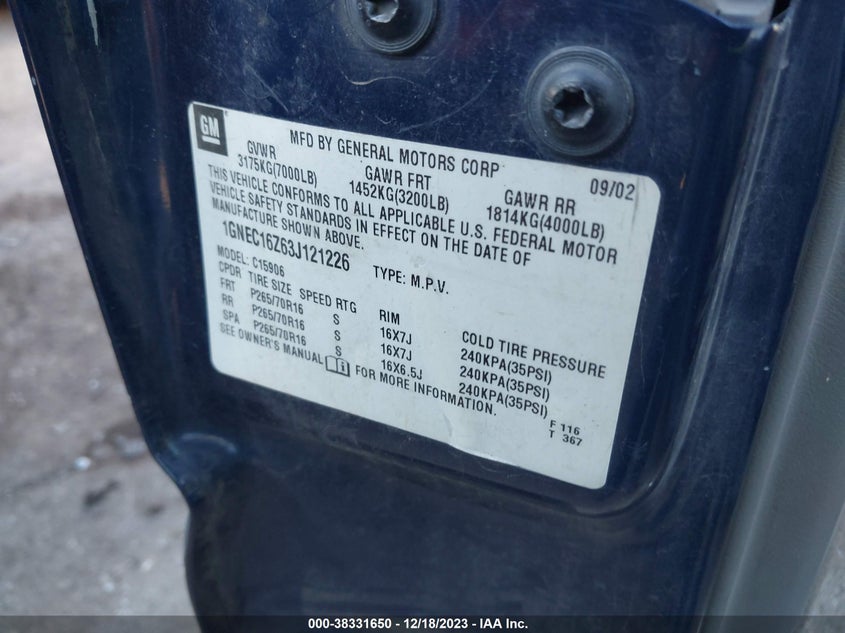 GM
MFD BY GENERAL MOTORS CORP 09/02
GVWR GAWR FRT GAWR RR
3175KG(7000LB) 1452KG(3200LB) 1814KG(4000LB)
THIS VEHICLE CONFORMS TO ALL APPLICABLE U.S. FEDERAL MOTOR
VEHICLE SAFETY STANDARDS IN EFFECT ON THE DATE OF
MANUFACTURE SHOWN ABOVE.
1GNEC16Z63J121226 TYPE: M.P.V.
MODEL: C15906
CPDR TIRE SIZE SPEED RTG RIM COLD TIRE PRESSURE
FRT P265/70R16 S 16X7J 240KPA(35PSI)
RR P265/70R16 S 16X7J 240KPA(35PSI)
SPA P265/70R16 S 16X6.5J 240KPA(35PSI)
SEE OWNER'S MANUAL FOR MORE INFORMATION.
F 116
T 367
000-38331650 - 12/18/2023 - IAA Inc.